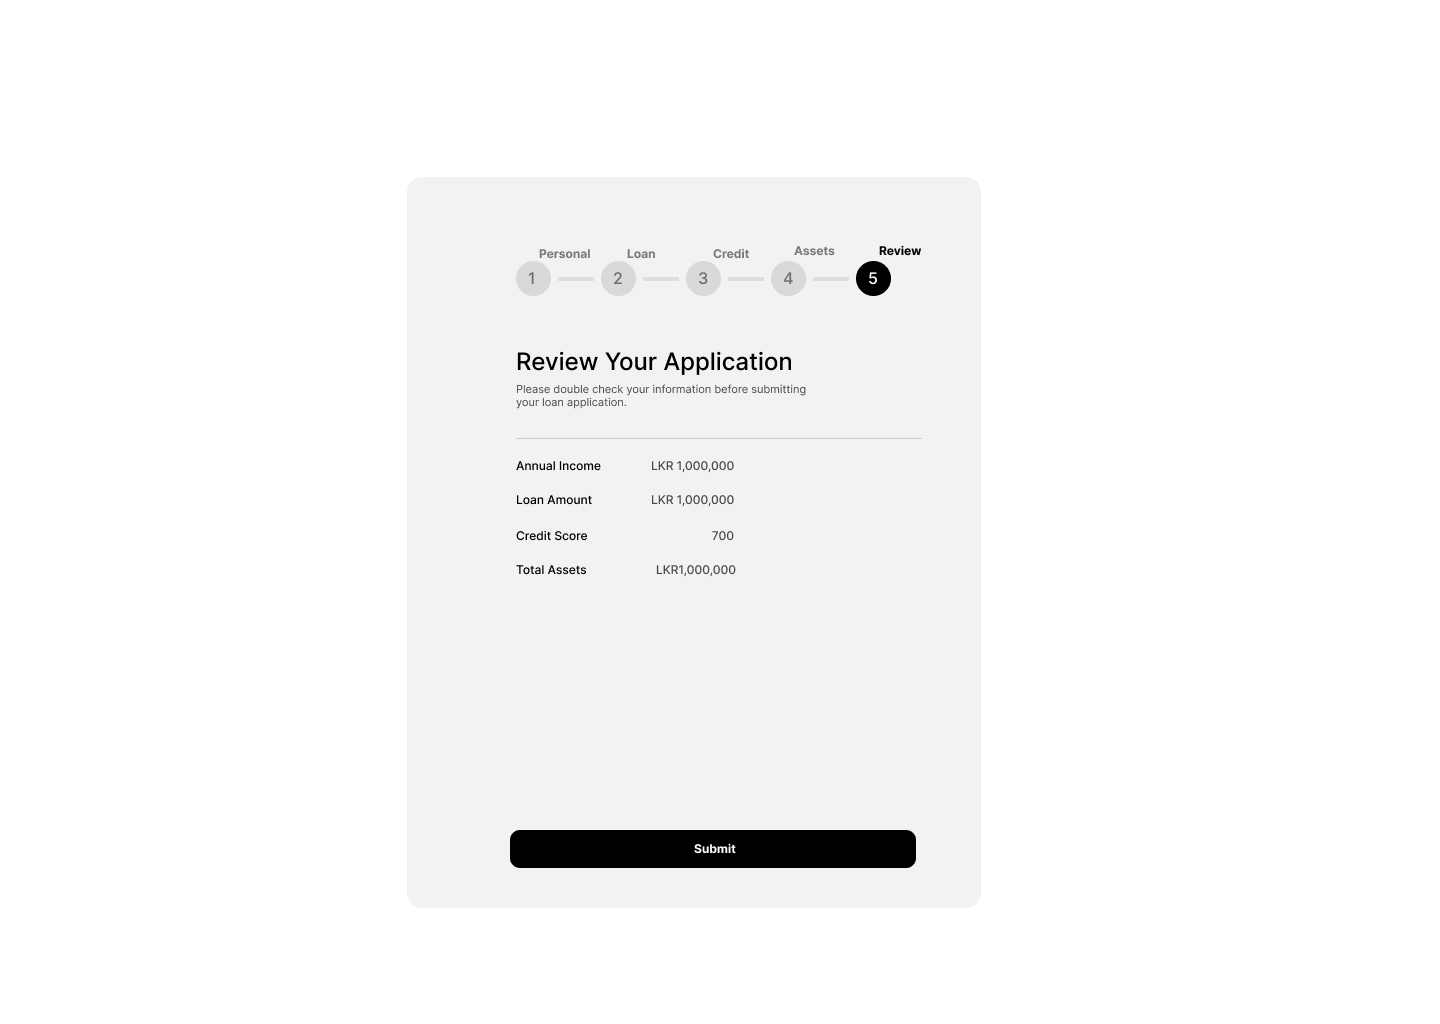 Personal Loan Credit Assets Review
1 2 3 4 5
Review Your Application
Please double check your information before submitting
your loan application.
Annual Income LKR 1,000,000
Loan Amount LKR 1,000,000
Credit Score 700
Total Assets LKR1,000,000
Submit